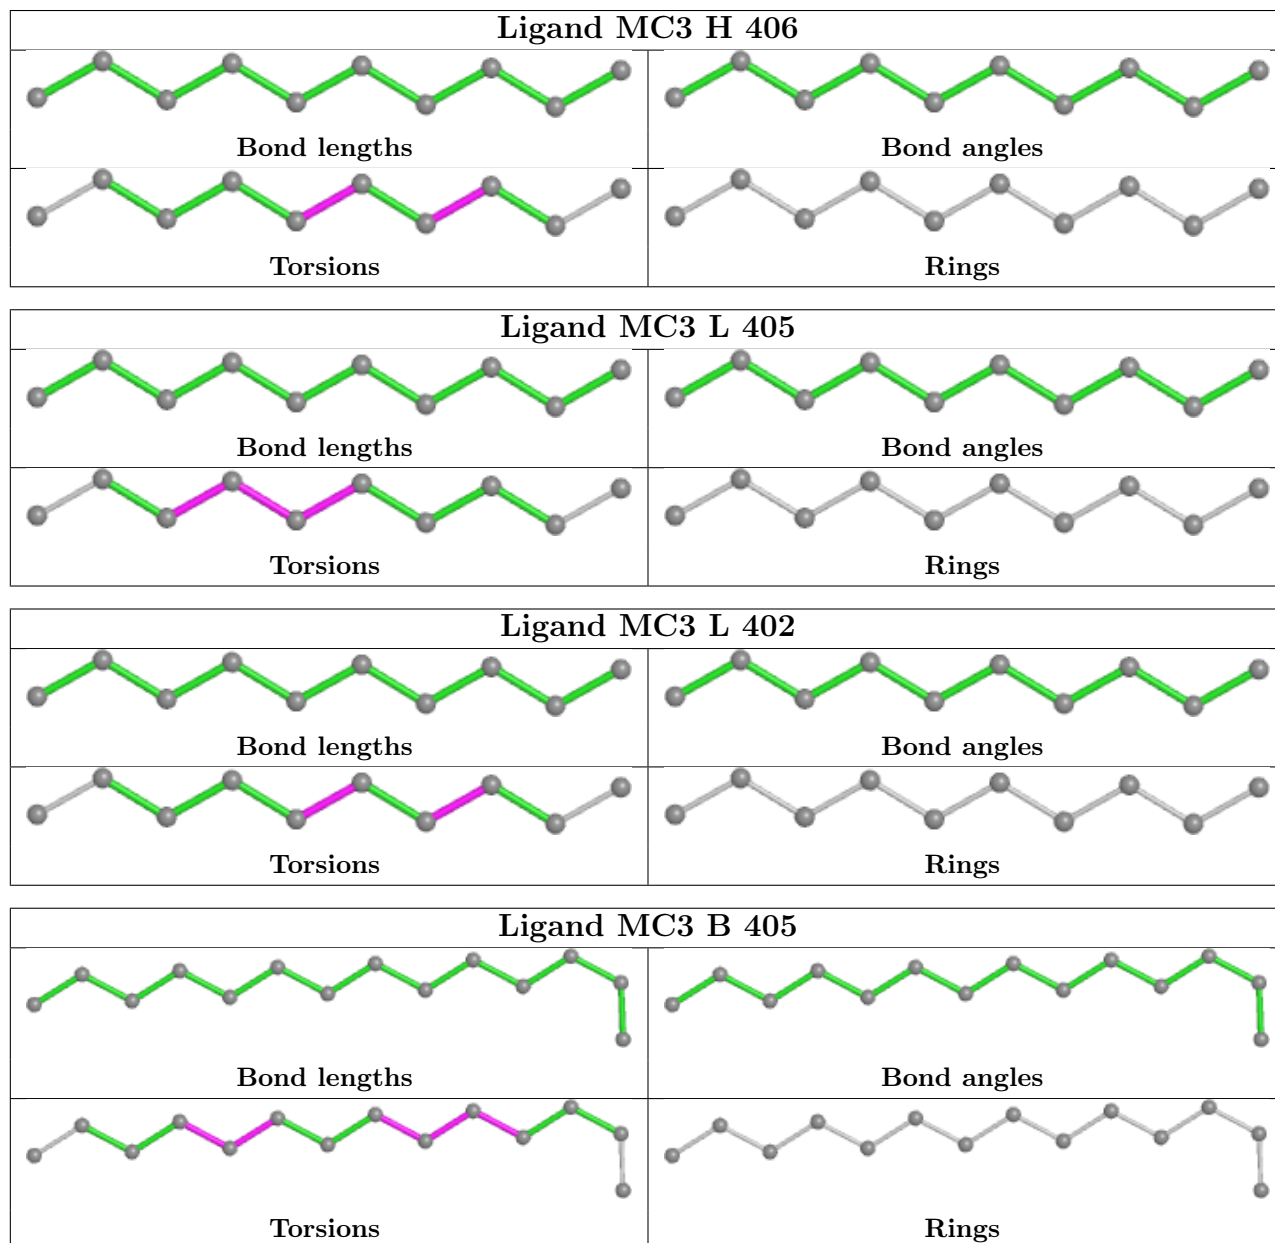 Ligand MC3 H 406
Bond lengths
Bond angles
Torsions
Rings
Ligand MC3 L 405
Bond lengths
Bond angles
Torsions
Rings
Ligand MC3 L 402
Bond lengths
Bond angles
Torsions
Rings
Ligand MC3 B 405
Bond lengths
Bond angles
Torsions
Rings